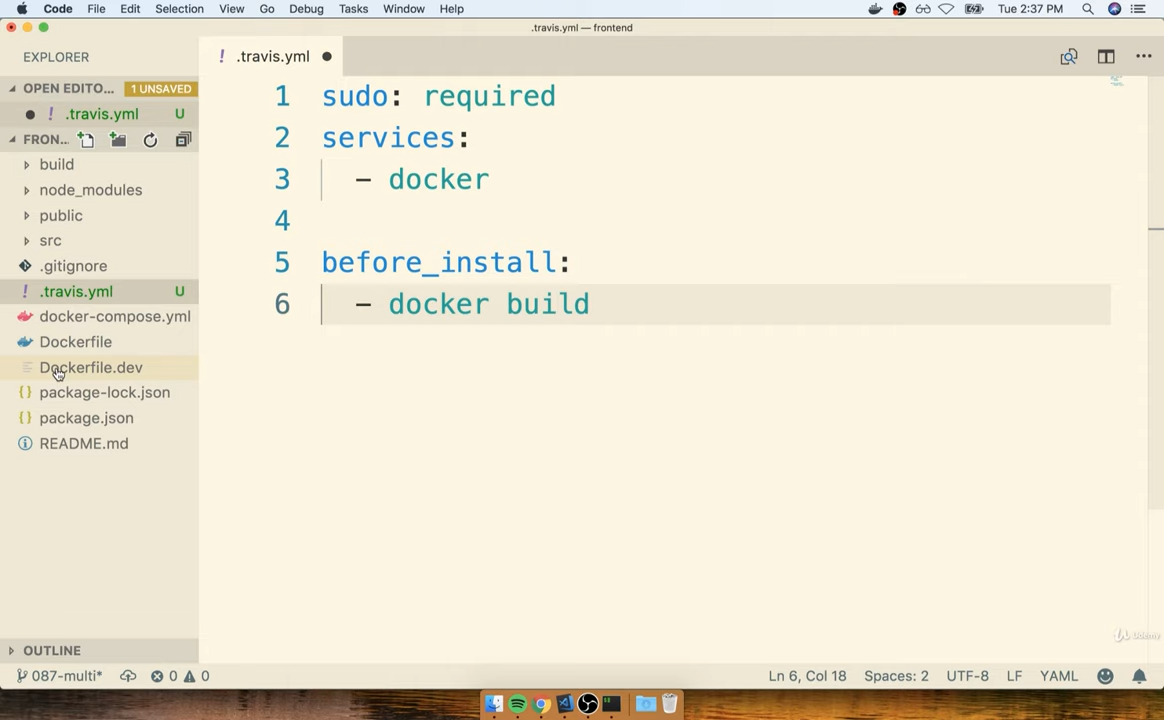 Code File Edit Selection View Go Debug Tasks Window Help Tue 2:37 PM
.travis.yml — frontend
EXPLORER
! .travis.yml
OPEN EDITO... 1 UNSAVED
! .travis.yml U
FRON...
build
node_modules
public
src
.gitignore
! .travis.yml U
docker-compose.yml
Dockerfile
Dockerfile.dev
{} package-lock.json
{} package.json
README.md
OUTLINE
1 sudo: required
2 services:
3 - docker
4
5 before_install:
6 - docker build
Udemy
087-multi* 0 0 Ln 6, Col 18 Spaces: 2 UTF-8 LF YAML